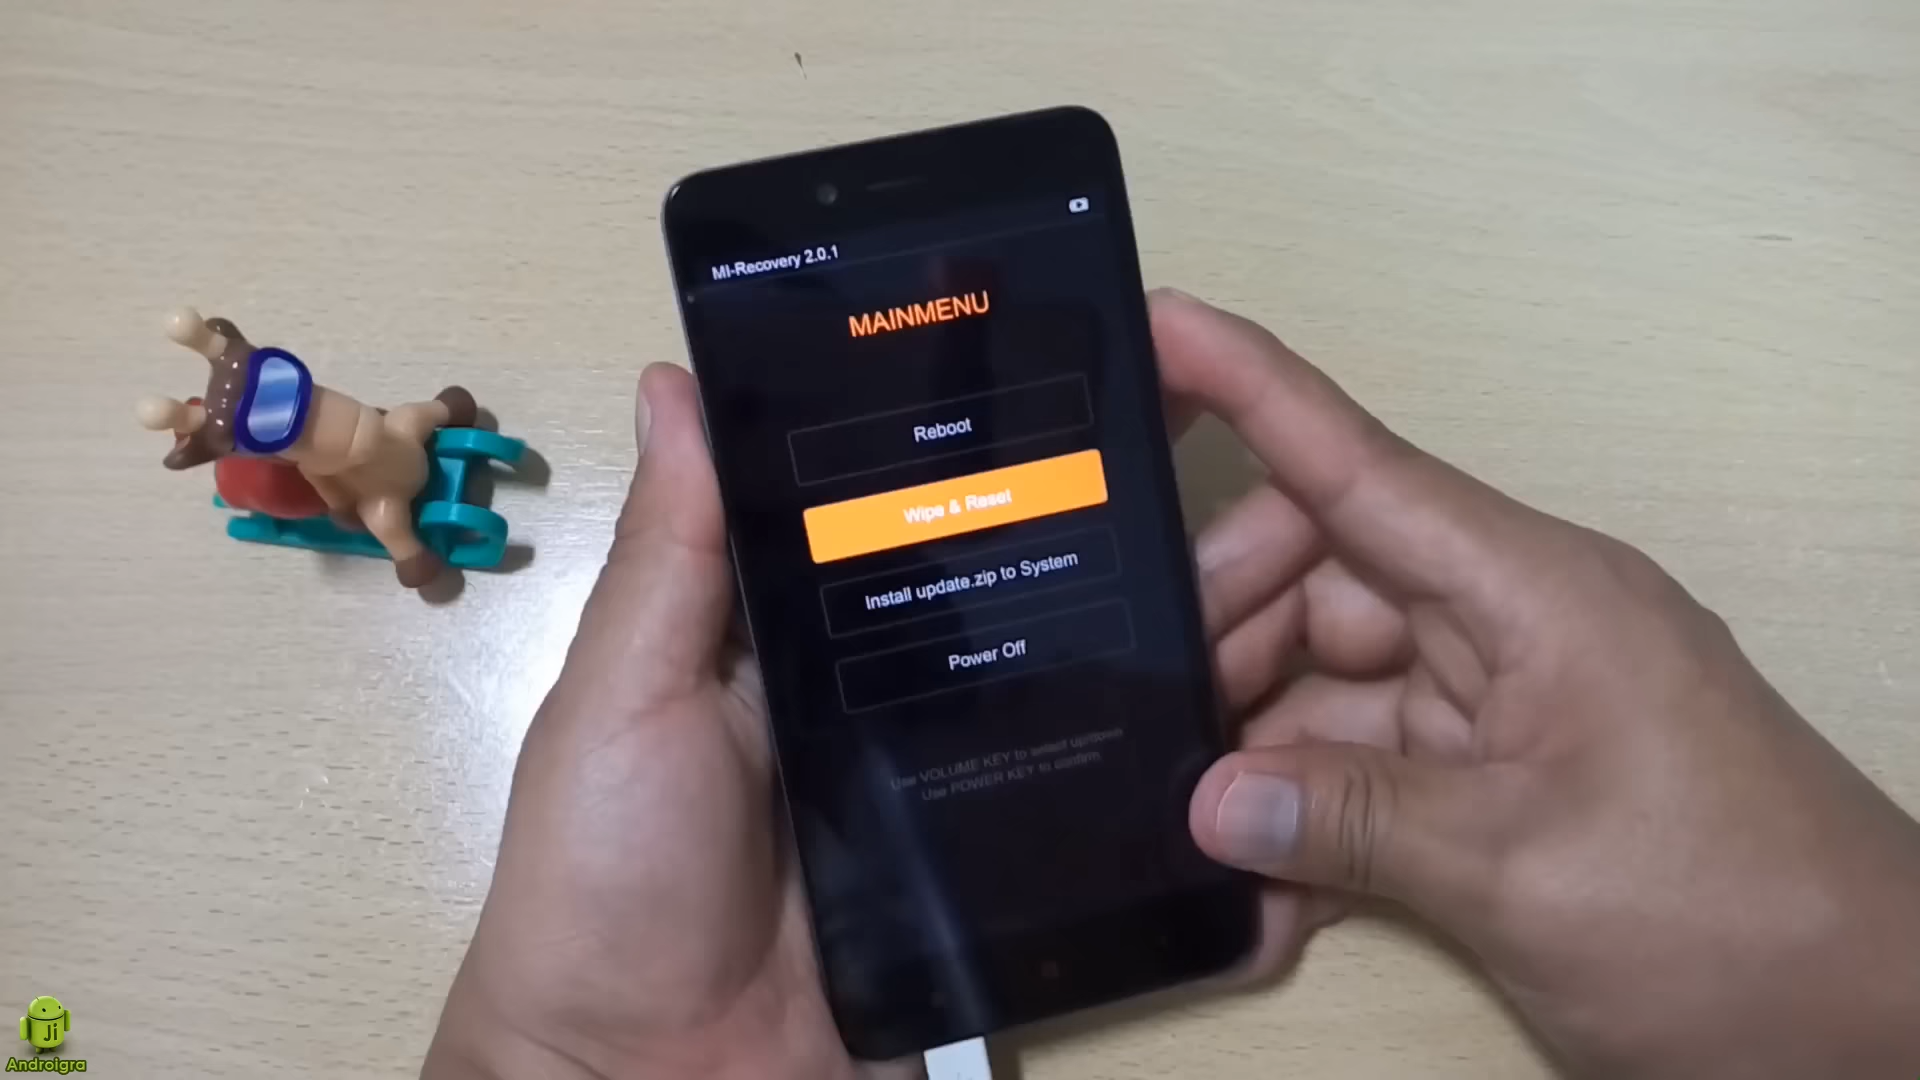 MI-Recovery 2.0.1
MAINMENU
Reboot
Wipe & Reset
Install update.zip to System
Power Off
Use VOLUME KEY to select up/down
Use POWER KEY to confirm
Ji
Androigra